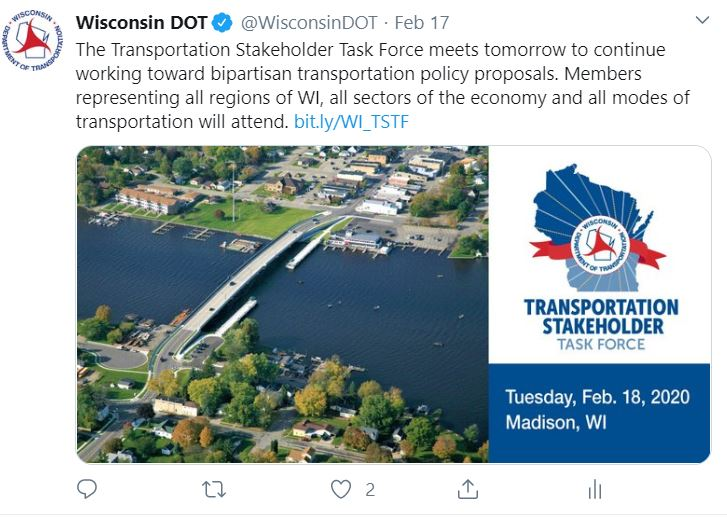 Wisconsin DOT @WisconsinDOT · Feb 17
The Transportation Stakeholder Task Force meets tomorrow to continue
working toward bipartisan transportation policy proposals. Members
representing all regions of WI, all sectors of the economy and all modes of
transportation will attend. bit.ly/WI_TSTF
WISCONSIN
DEPARTMENT OF TRANSPORTATION
WISCONSIN
DEPARTMENT OF TRANSPORTATION
TRANSPORTATION
STAKEHOLDER
TASK FORCE
Tuesday, Feb. 18, 2020
Madison, WI
2